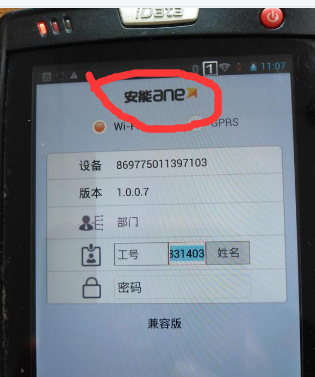 iData
1 11:07
安能ane
Wi-F GPRS
设备 869775011397103
版本 1.0.0.7
部门
工号 331403 姓名
密码
兼容版